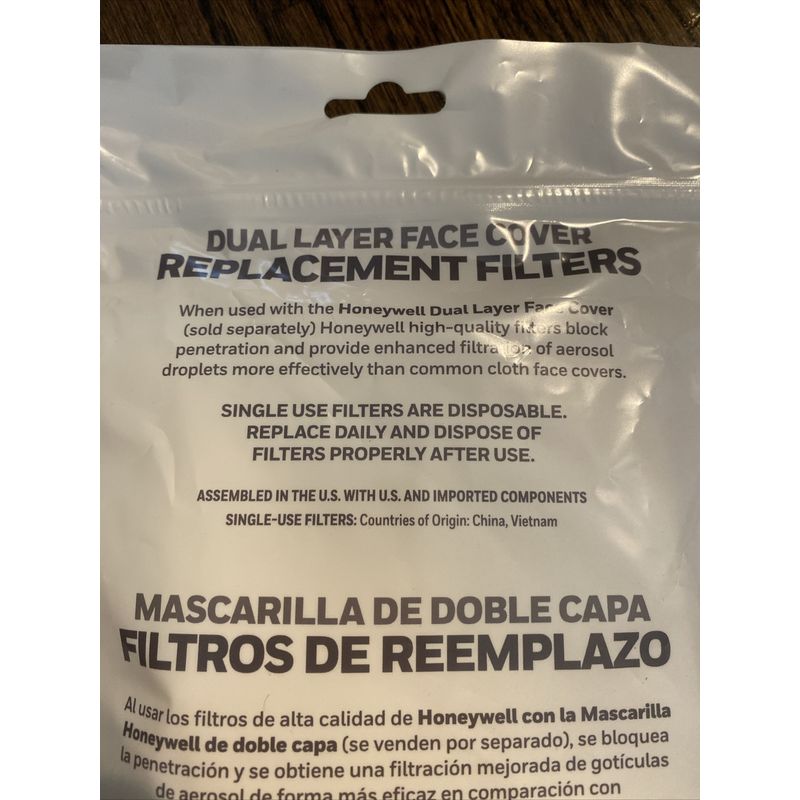 DUAL LAYER FACE COVER
REPLACEMENT FILTERS
When used with the Honeywell Dual Layer Face Cover
(sold separately) Honeywell high-quality filters block
penetration and provide enhanced filtration of aerosol
droplets more effectively than common cloth face covers.
SINGLE USE FILTERS ARE DISPOSABLE.
REPLACE DAILY AND DISPOSE OF
FILTERS PROPERLY AFTER USE.
ASSEMBLED IN THE U.S. WITH U.S. AND IMPORTED COMPONENTS
SINGLE-USE FILTERS: Countries of Origin: China, Vietnam
MASCARILLA DE DOBLE CAPA
FILTROS DE REEMPLAZO
Al usar los filtros de alta calidad de Honeywell con la Mascarilla
Honeywell de doble capa (se venden por separado), se bloquea
la penetración y se obtiene una filtración mejorada de gotículas
de aerosol de forma más eficaz en comparación con